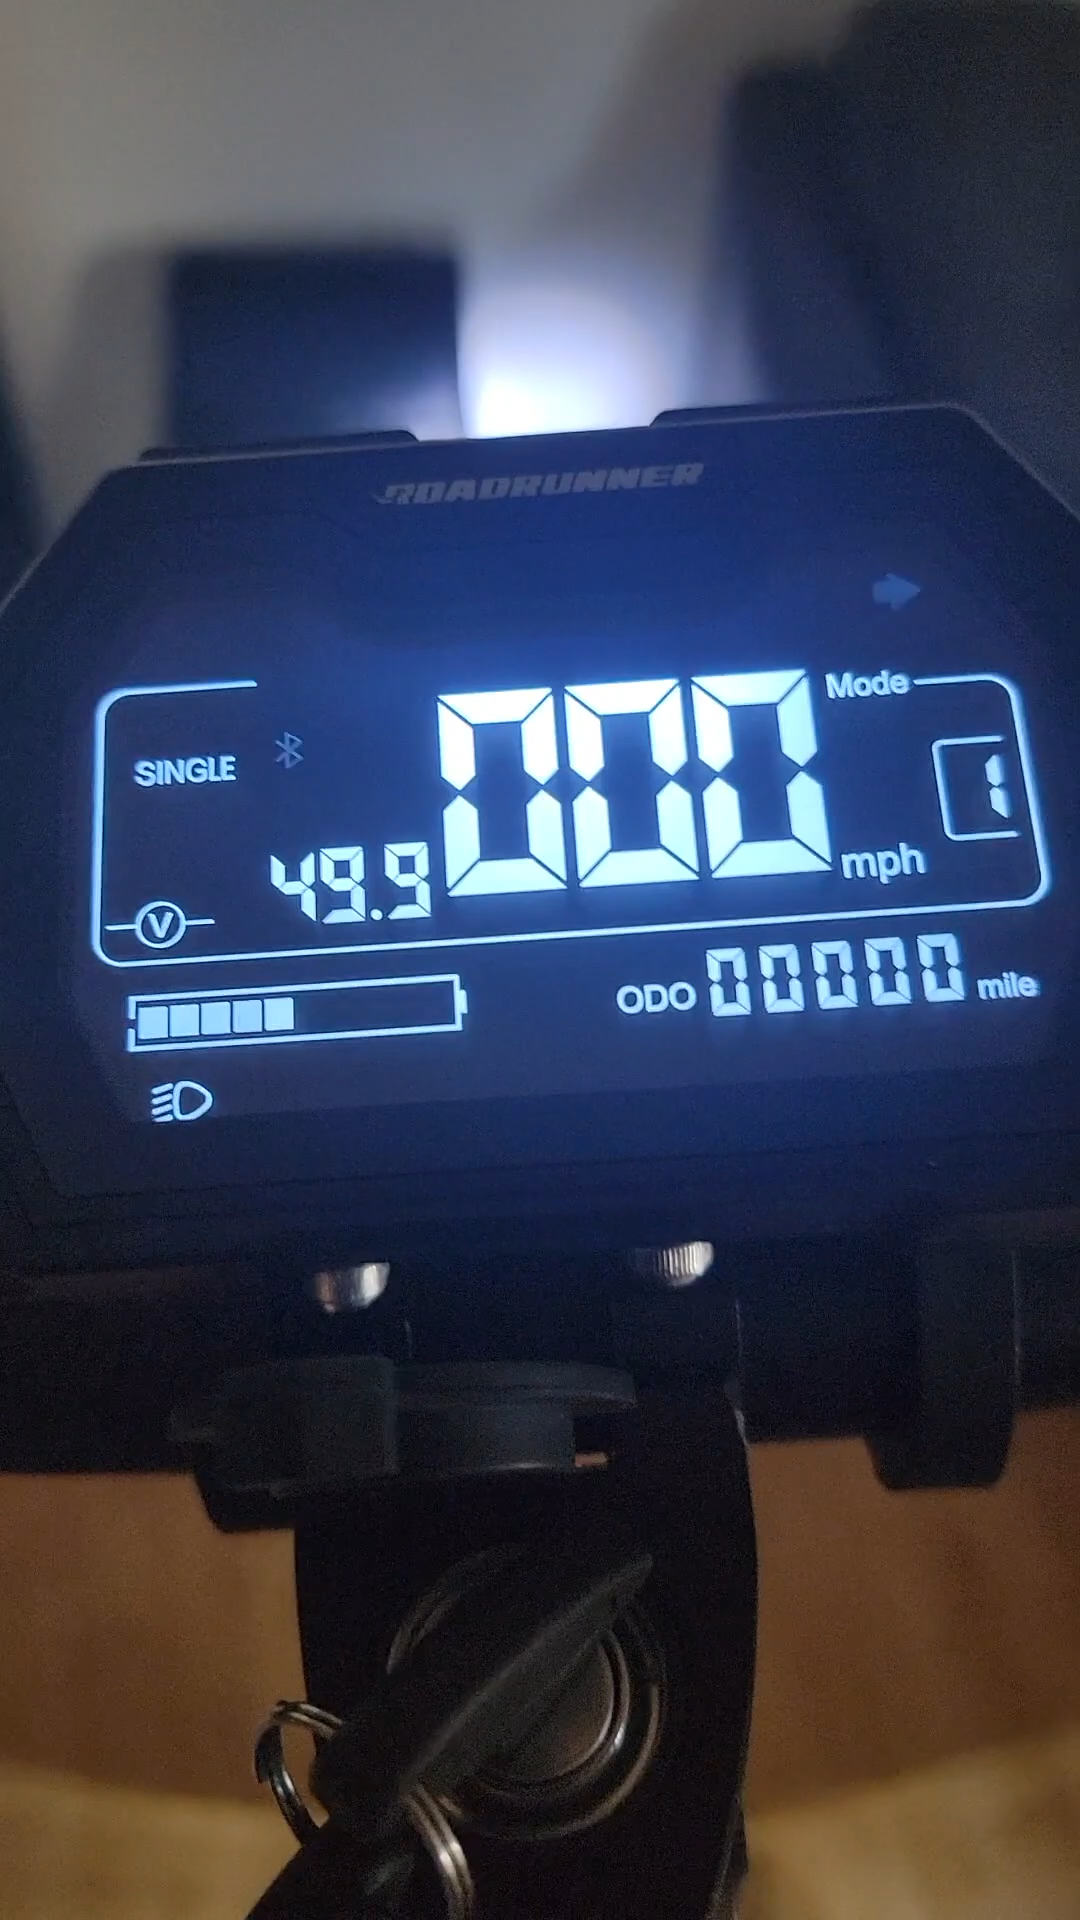 ROADRUNNER
Mode
SINGLE
000
1
49.9
mph
V
ODO 00000 mile